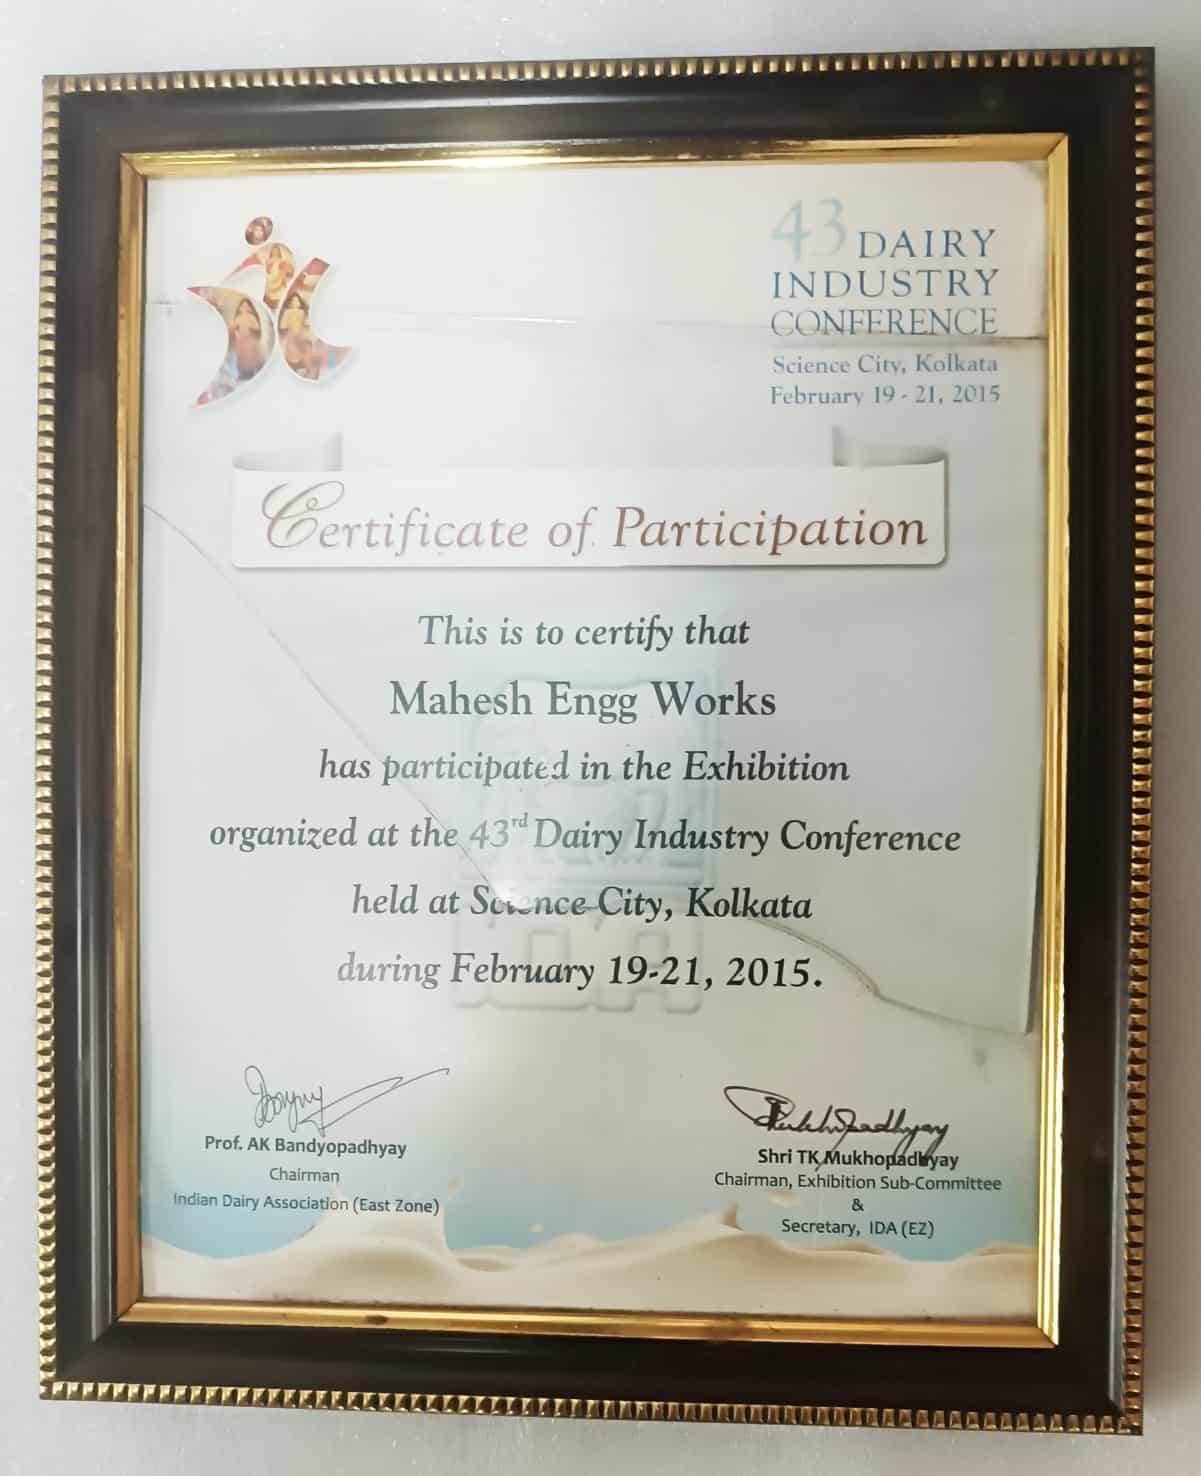 43 DAIRY
INDUSTRY
CONFERENCE
Science City, Kolkata
February 19 - 21, 2015
Certificate of Participation
This is to certify that
Mahesh Engg Works
has participated in the Exhibition
organized at the 43rd Dairy Industry Conference
held at Science City, Kolkata
during February 19-21, 2015.
Prof. AK Bandyopadhyay
Chairman
Indian Dairy Association (East Zone)
Shri TK Mukhopadhyay
Chairman, Exhibition Sub-Committee
&
Secretary, IDA (EZ)